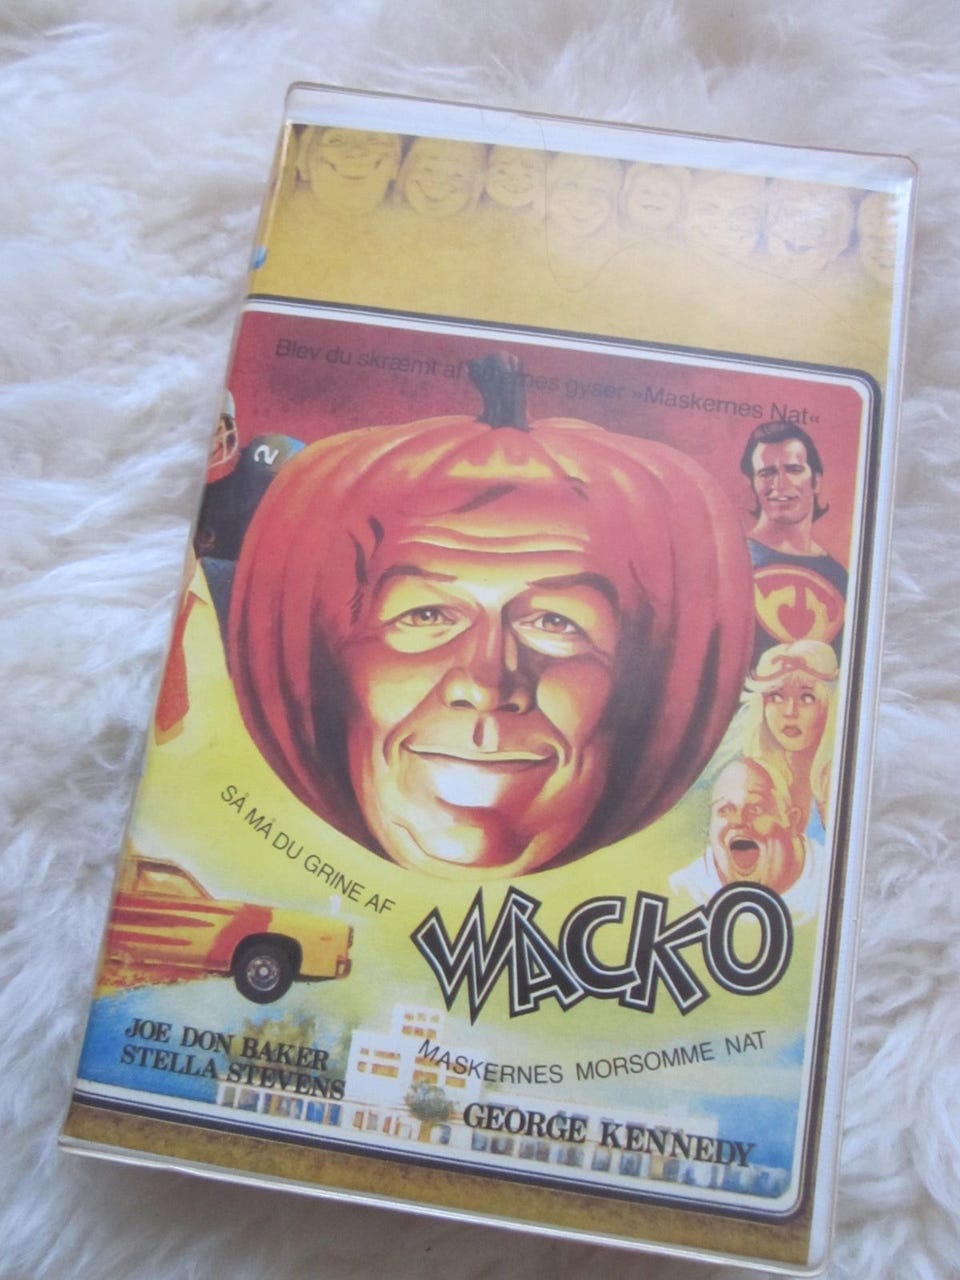 Blev du skræmt af årernes gyser »Maskernes Nat«
2
SÅ MÅ DU GRINE AF
WACKO
MASKERNES MORSOMME NAT
JOE DON BAKER
STELLA STEVENS
GEORGE KENNEDY